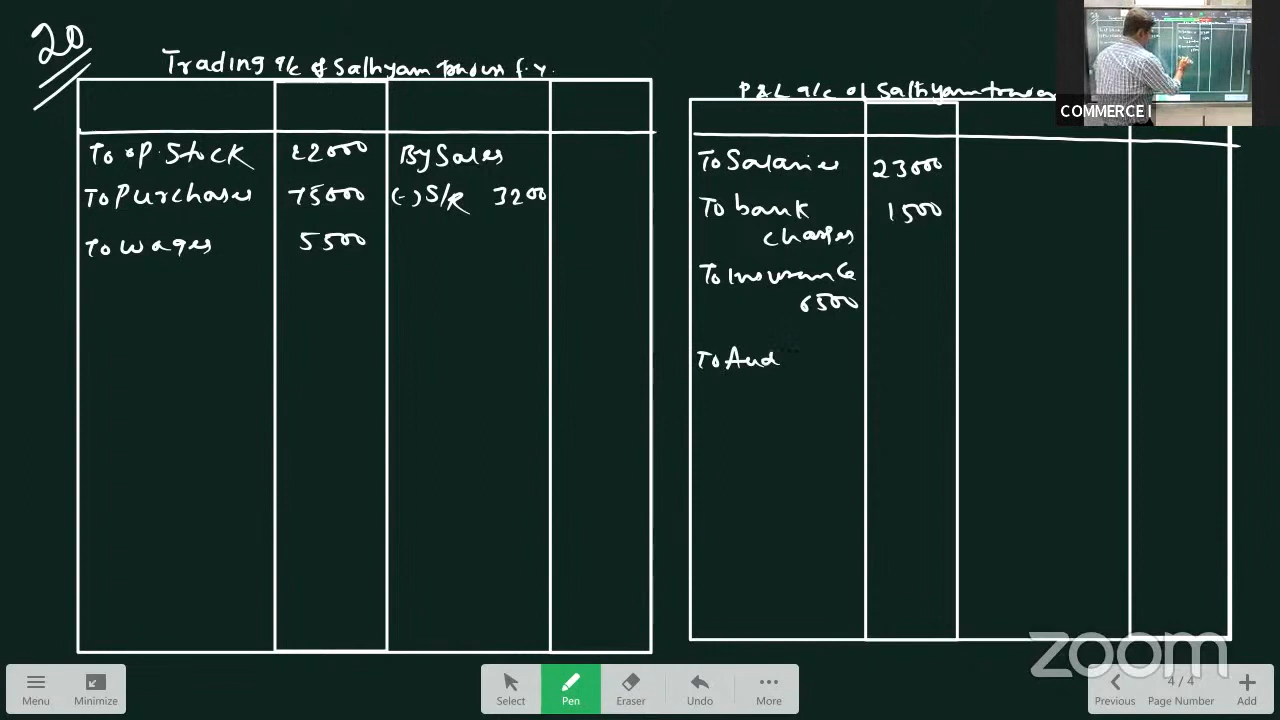 20
Trading a/c of Sathyam
P&L a/c of Sathyam
COMMERCE I
To op. Stock 22000 By Sales
To Purchases 75000 (-) S/R 3200
To wages 5500
To Salaries 23000
To bank 1500
charges
To Insurance
6500
To Aud
zoom
Menu
Minimize
Select
Pen
Eraser
Undo
More
Previous
4/4
Page Number
Add